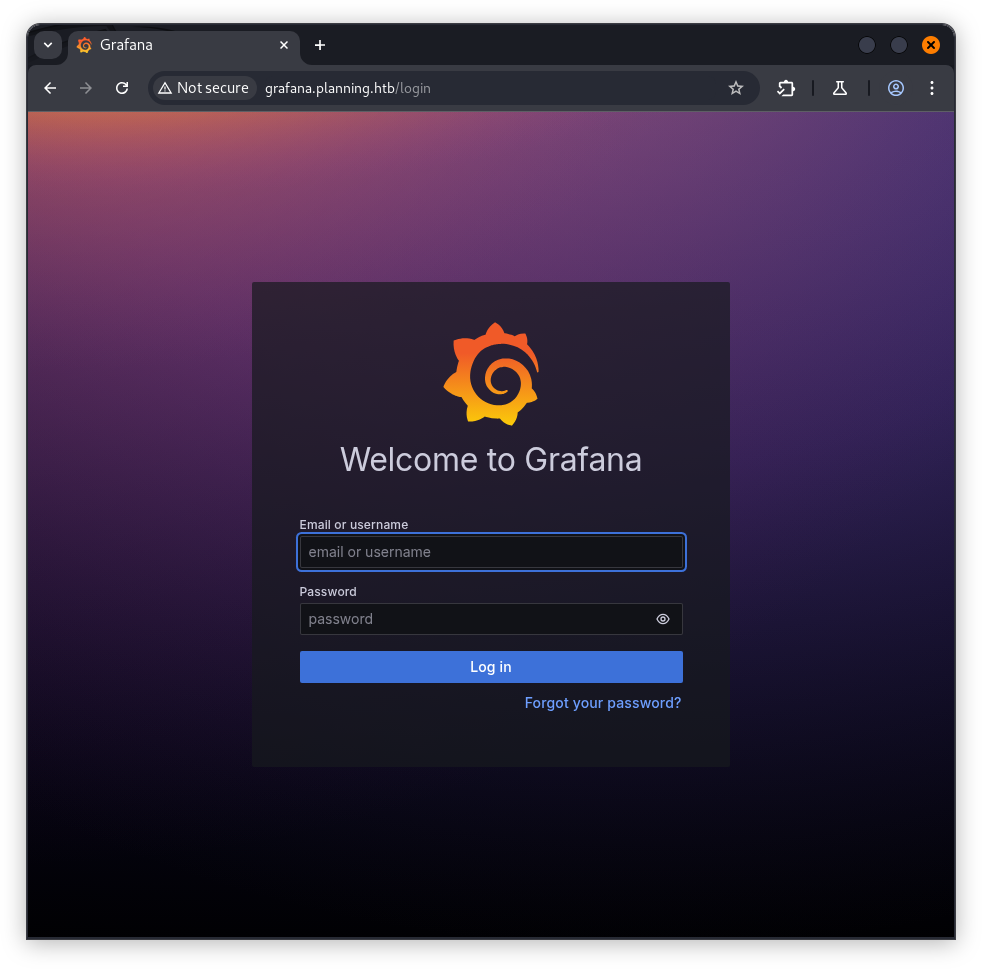 Grafana
Not secure grafana.planning.htb/login
Welcome to Grafana
Email or username
email or username
Password
password
Log in
Forgot your password?